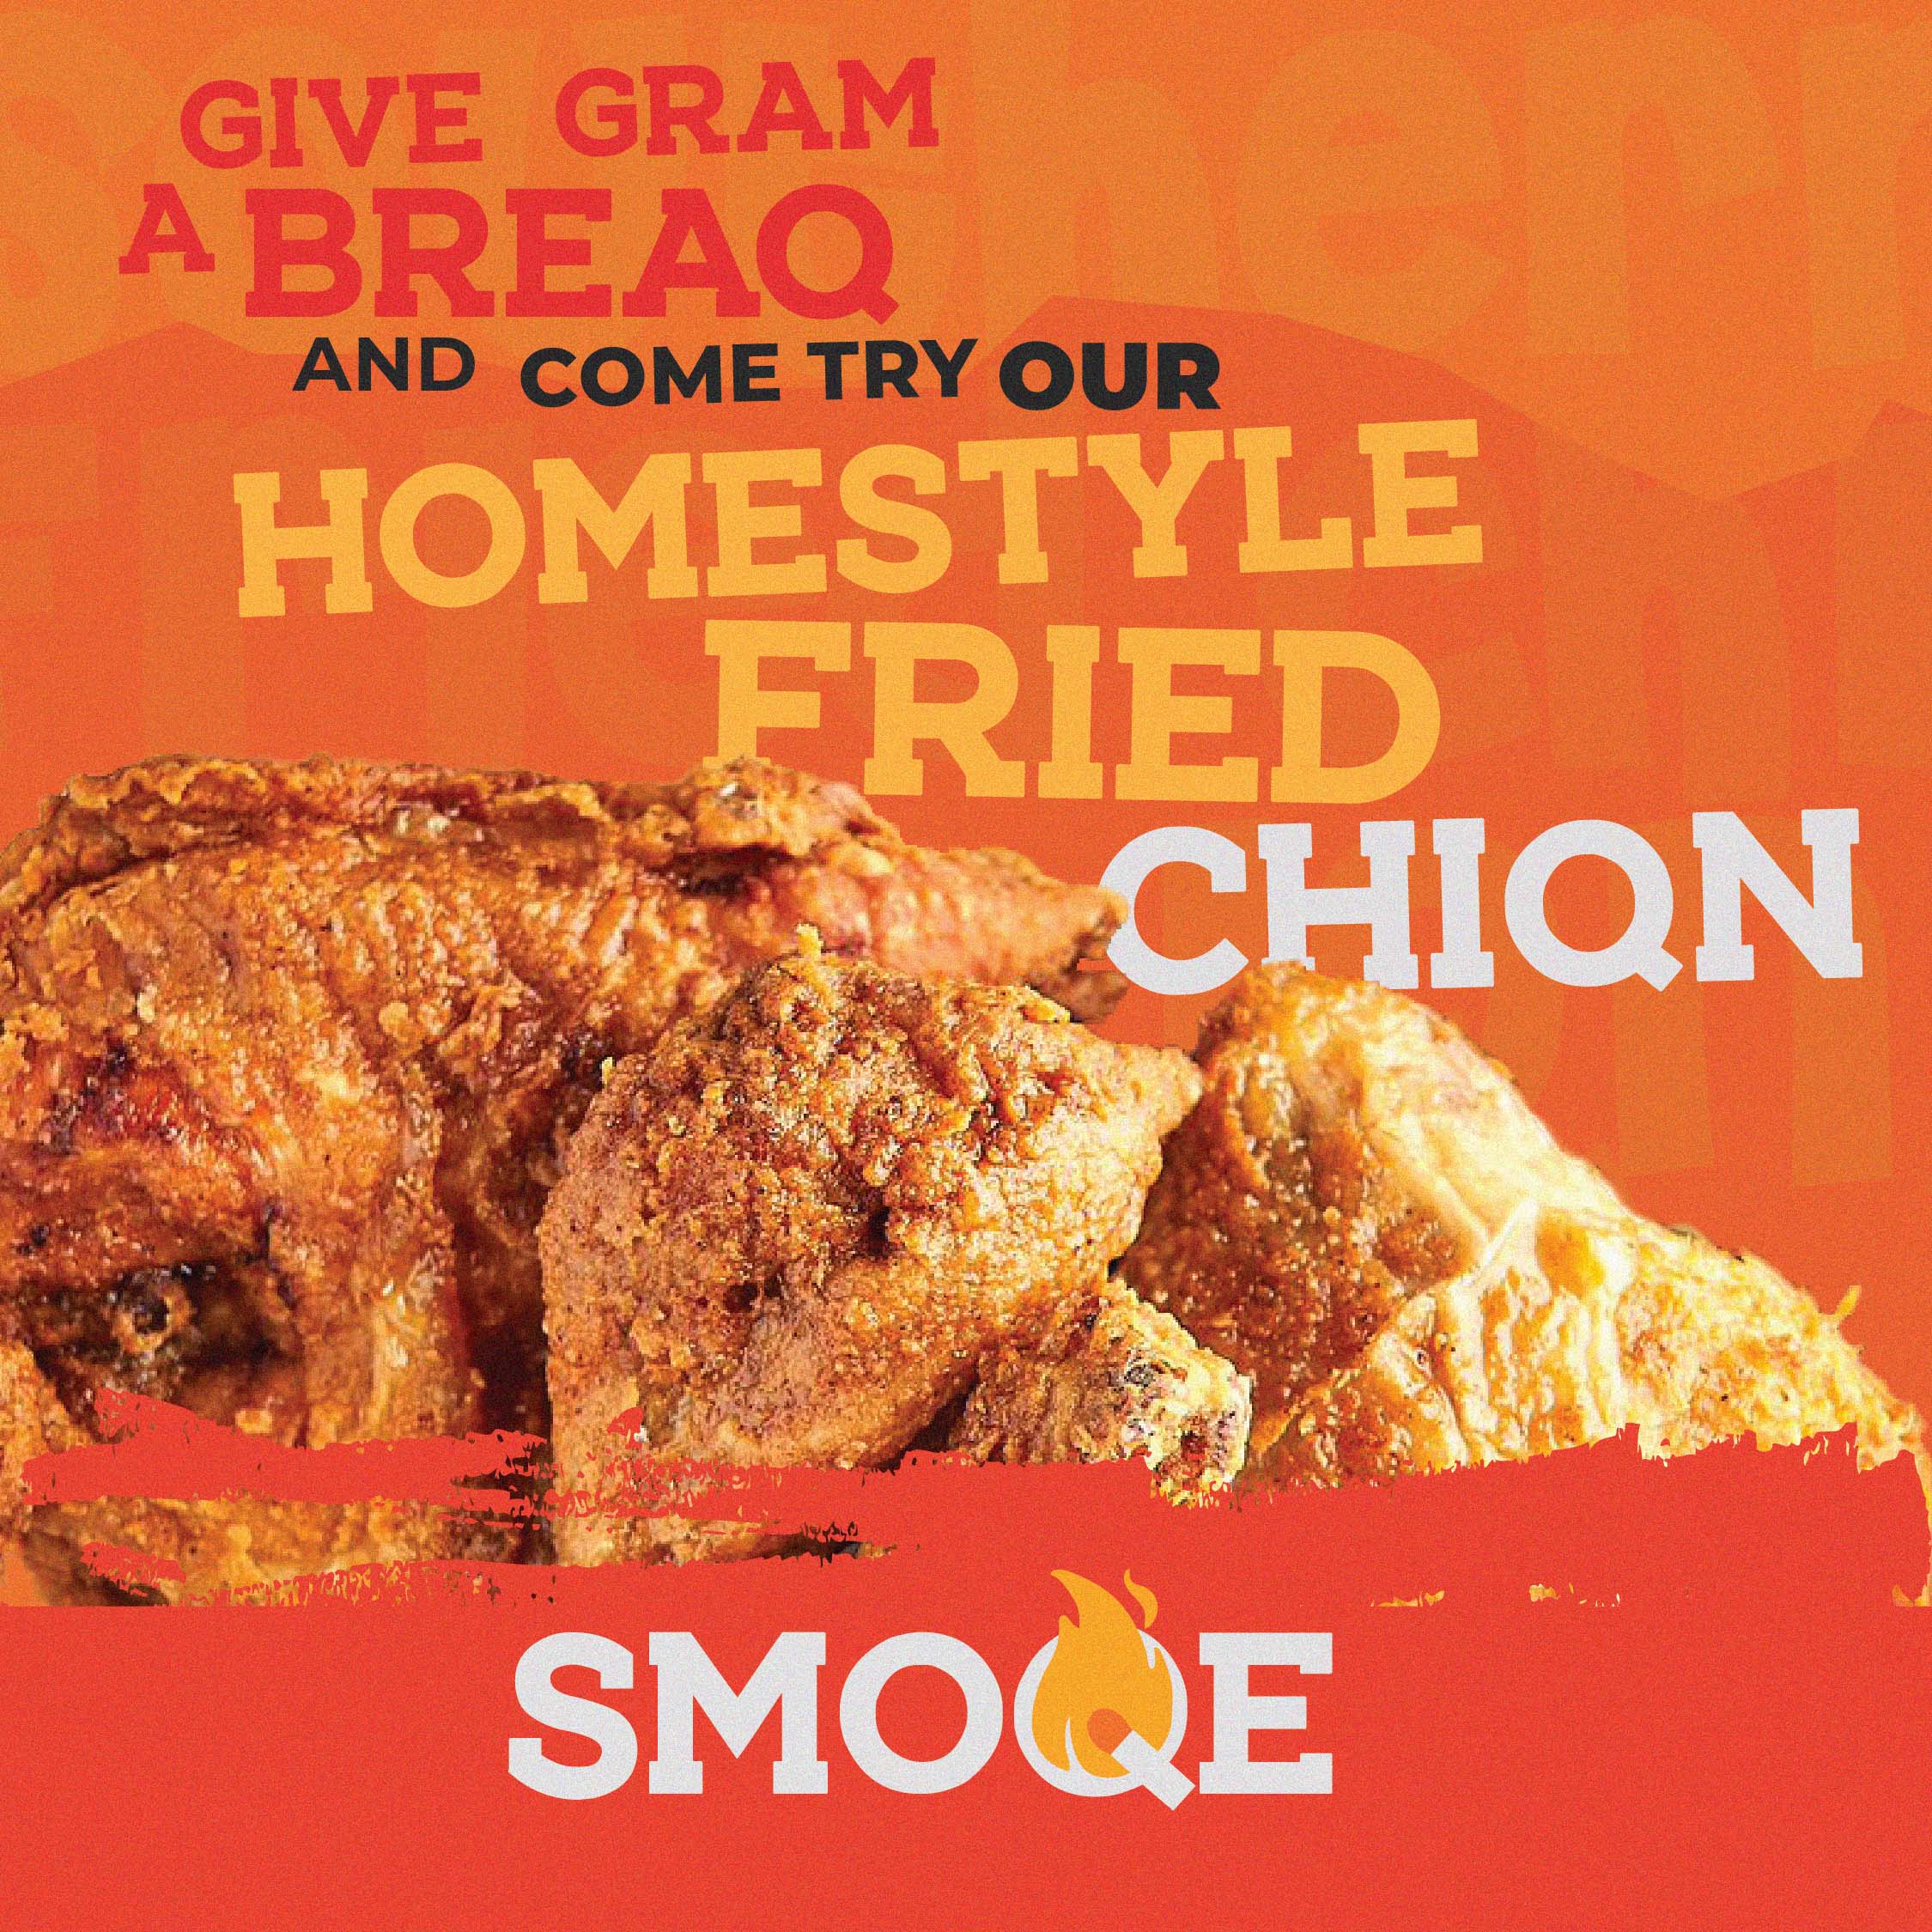 GIVE GRAM
A BREAQ
AND COME TRY OUR
HOMESTYLE
FRIED
CHIQN
SMOQE